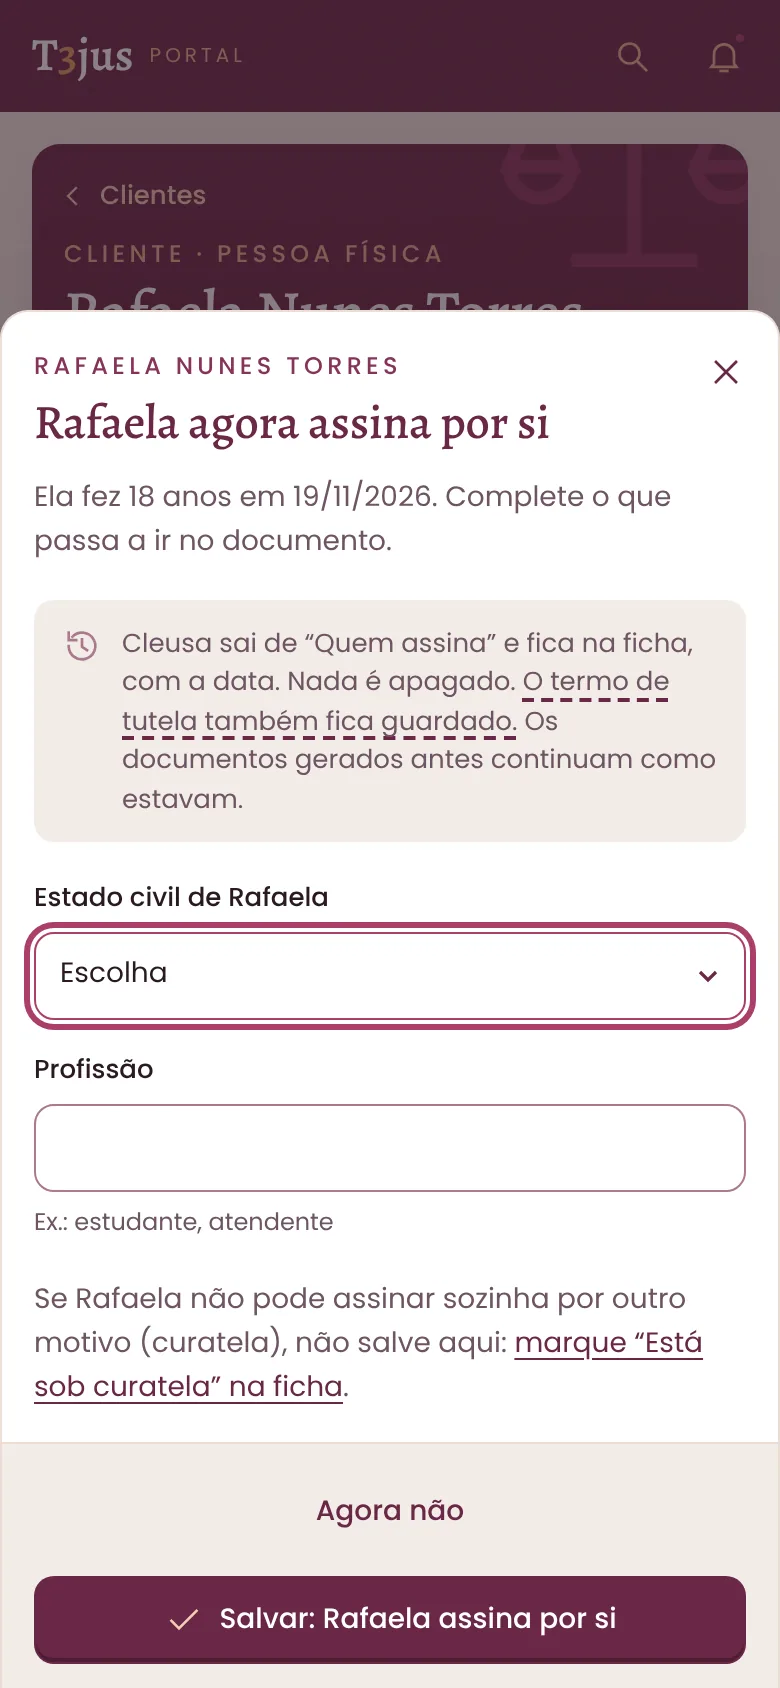 T3jus PORTAL
Clientes
CLIENTE · PESSOA FÍSICA
Rafaela Nunes Torres
RAFAELA NUNES TORRES
Rafaela agora assina por si
Ela fez 18 anos em 19/11/2026. Complete o que
passa a ir no documento.
Cleusa sai de “Quem assina” e fica na ficha,
com a data. Nada é apagado. O termo de
tutela também fica guardado. Os
documentos gerados antes continuam como
estavam.
Estado civil de Rafaela
Escolha
Profissão
Ex.: estudante, atendente
Se Rafaela não pode assinar sozinha por outro
motivo (curatela), não salve aqui: marque “Está
sob curatela” na ficha.
Agora não
Salvar: Rafaela assina por si